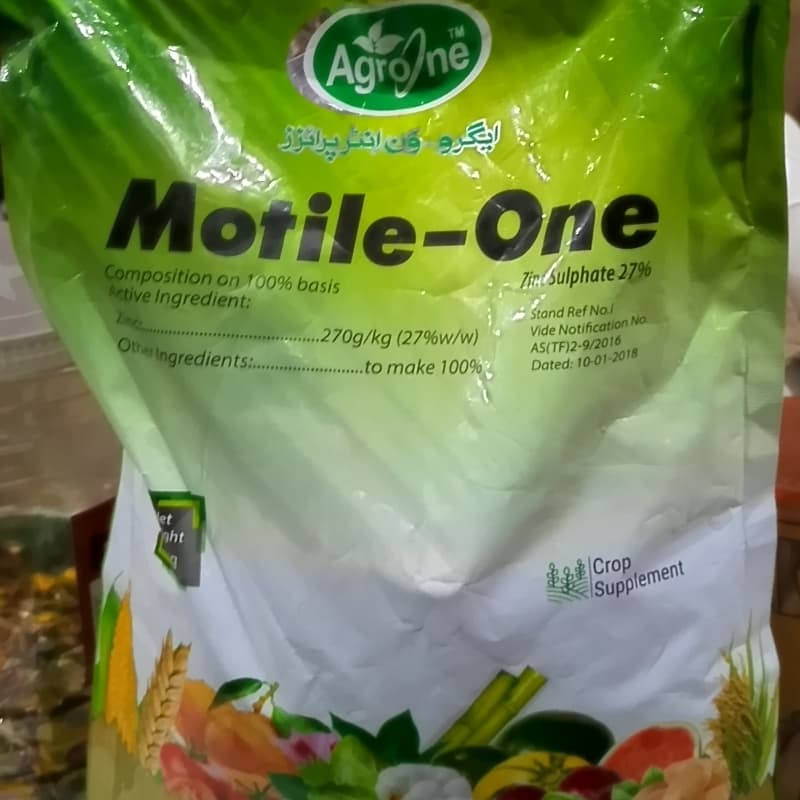 AgroOne™
ایگرو-ون انٹرپرائزز
Motile-One
Composition on 100% basis
Zinc Sulphate 27%
Active Ingredient:
Zinc....................................270g/kg (27%w/w)
Other Ingredients:.......................to make 100%
Stand Ref No.I
Vide Notification No.
AS(TF)2-9/2016
Dated: 10-01-2018
Crop
Supplement